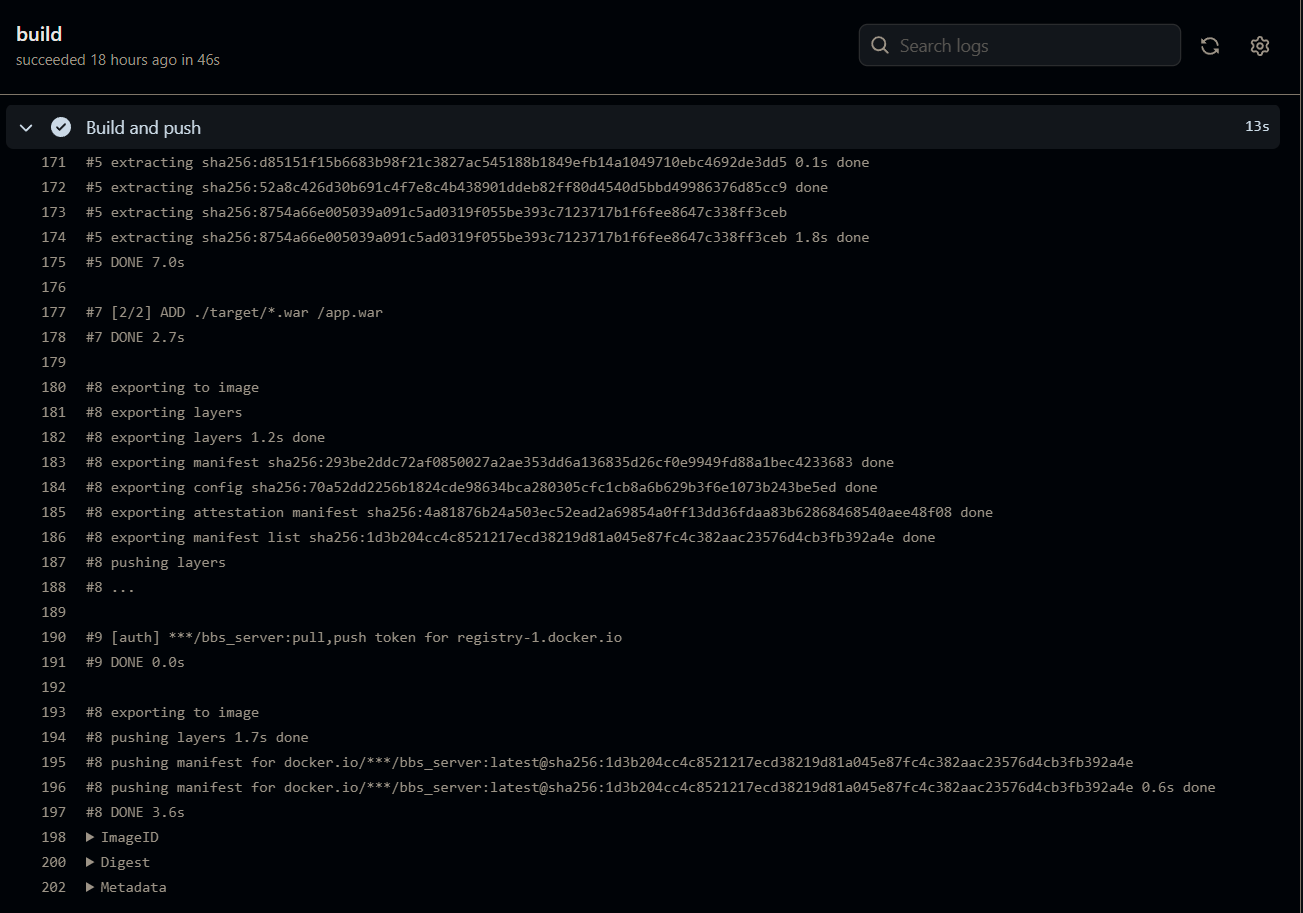 build
succeeded 18 hours ago in 46s
Search logs
Build and push 13s
171 #5 extracting sha256:d85151f15b6683b98f21c3827ac545188b1849efb14a1049710ebc4692de3dd5 0.1s done
172 #5 extracting sha256:52a8c426d30b691c4f7e8c4b438901ddeb82ff80d4540d5bbd49986376d85cc9 done
173 #5 extracting sha256:8754a66e005039a091c5ad0319f055be393c7123717b1f6fee8647c338ff3ceb
174 #5 extracting sha256:8754a66e005039a091c5ad0319f055be393c7123717b1f6fee8647c338ff3ceb 1.8s done
175 #5 DONE 7.0s
176
177 #7 [2/2] ADD ./target/*.war /app.war
178 #7 DONE 2.7s
179
180 #8 exporting to image
181 #8 exporting layers
182 #8 exporting layers 1.2s done
183 #8 exporting manifest sha256:293be2ddc72af0850027a2ae353dd6a136835d26cf0e9949fd88a1bec4233683 done
184 #8 exporting config sha256:70a52dd2256b1824cde98634bca280305cfc1cb8a6b629b3f6e1073b243be5ed done
185 #8 exporting attestation manifest sha256:4a81876b24a503ec52ead2a69854a0ff13dd36fdaa83b62868468540aee48f08 done
186 #8 exporting manifest list sha256:1d3b204cc4c8521217ecd38219d81a045e87fc4c382aac23576d4cb3fb392a4e done
187 #8 pushing layers
188 #8 ...
189
190 #9 [auth] ***/bbs_server:pull,push token for registry-1.docker.io
191 #9 DONE 0.0s
192
193 #8 exporting to image
194 #8 pushing layers 1.7s done
195 #8 pushing manifest for docker.io/***/bbs_server:latest@sha256:1d3b204cc4c8521217ecd38219d81a045e87fc4c382aac23576d4cb3fb392a4e
196 #8 pushing manifest for docker.io/***/bbs_server:latest@sha256:1d3b204cc4c8521217ecd38219d81a045e87fc4c382aac23576d4cb3fb392a4e 0.6s done
197 #8 DONE 3.6s
198 ▶ ImageID
200 ▶ Digest
202 ▶ Metadata